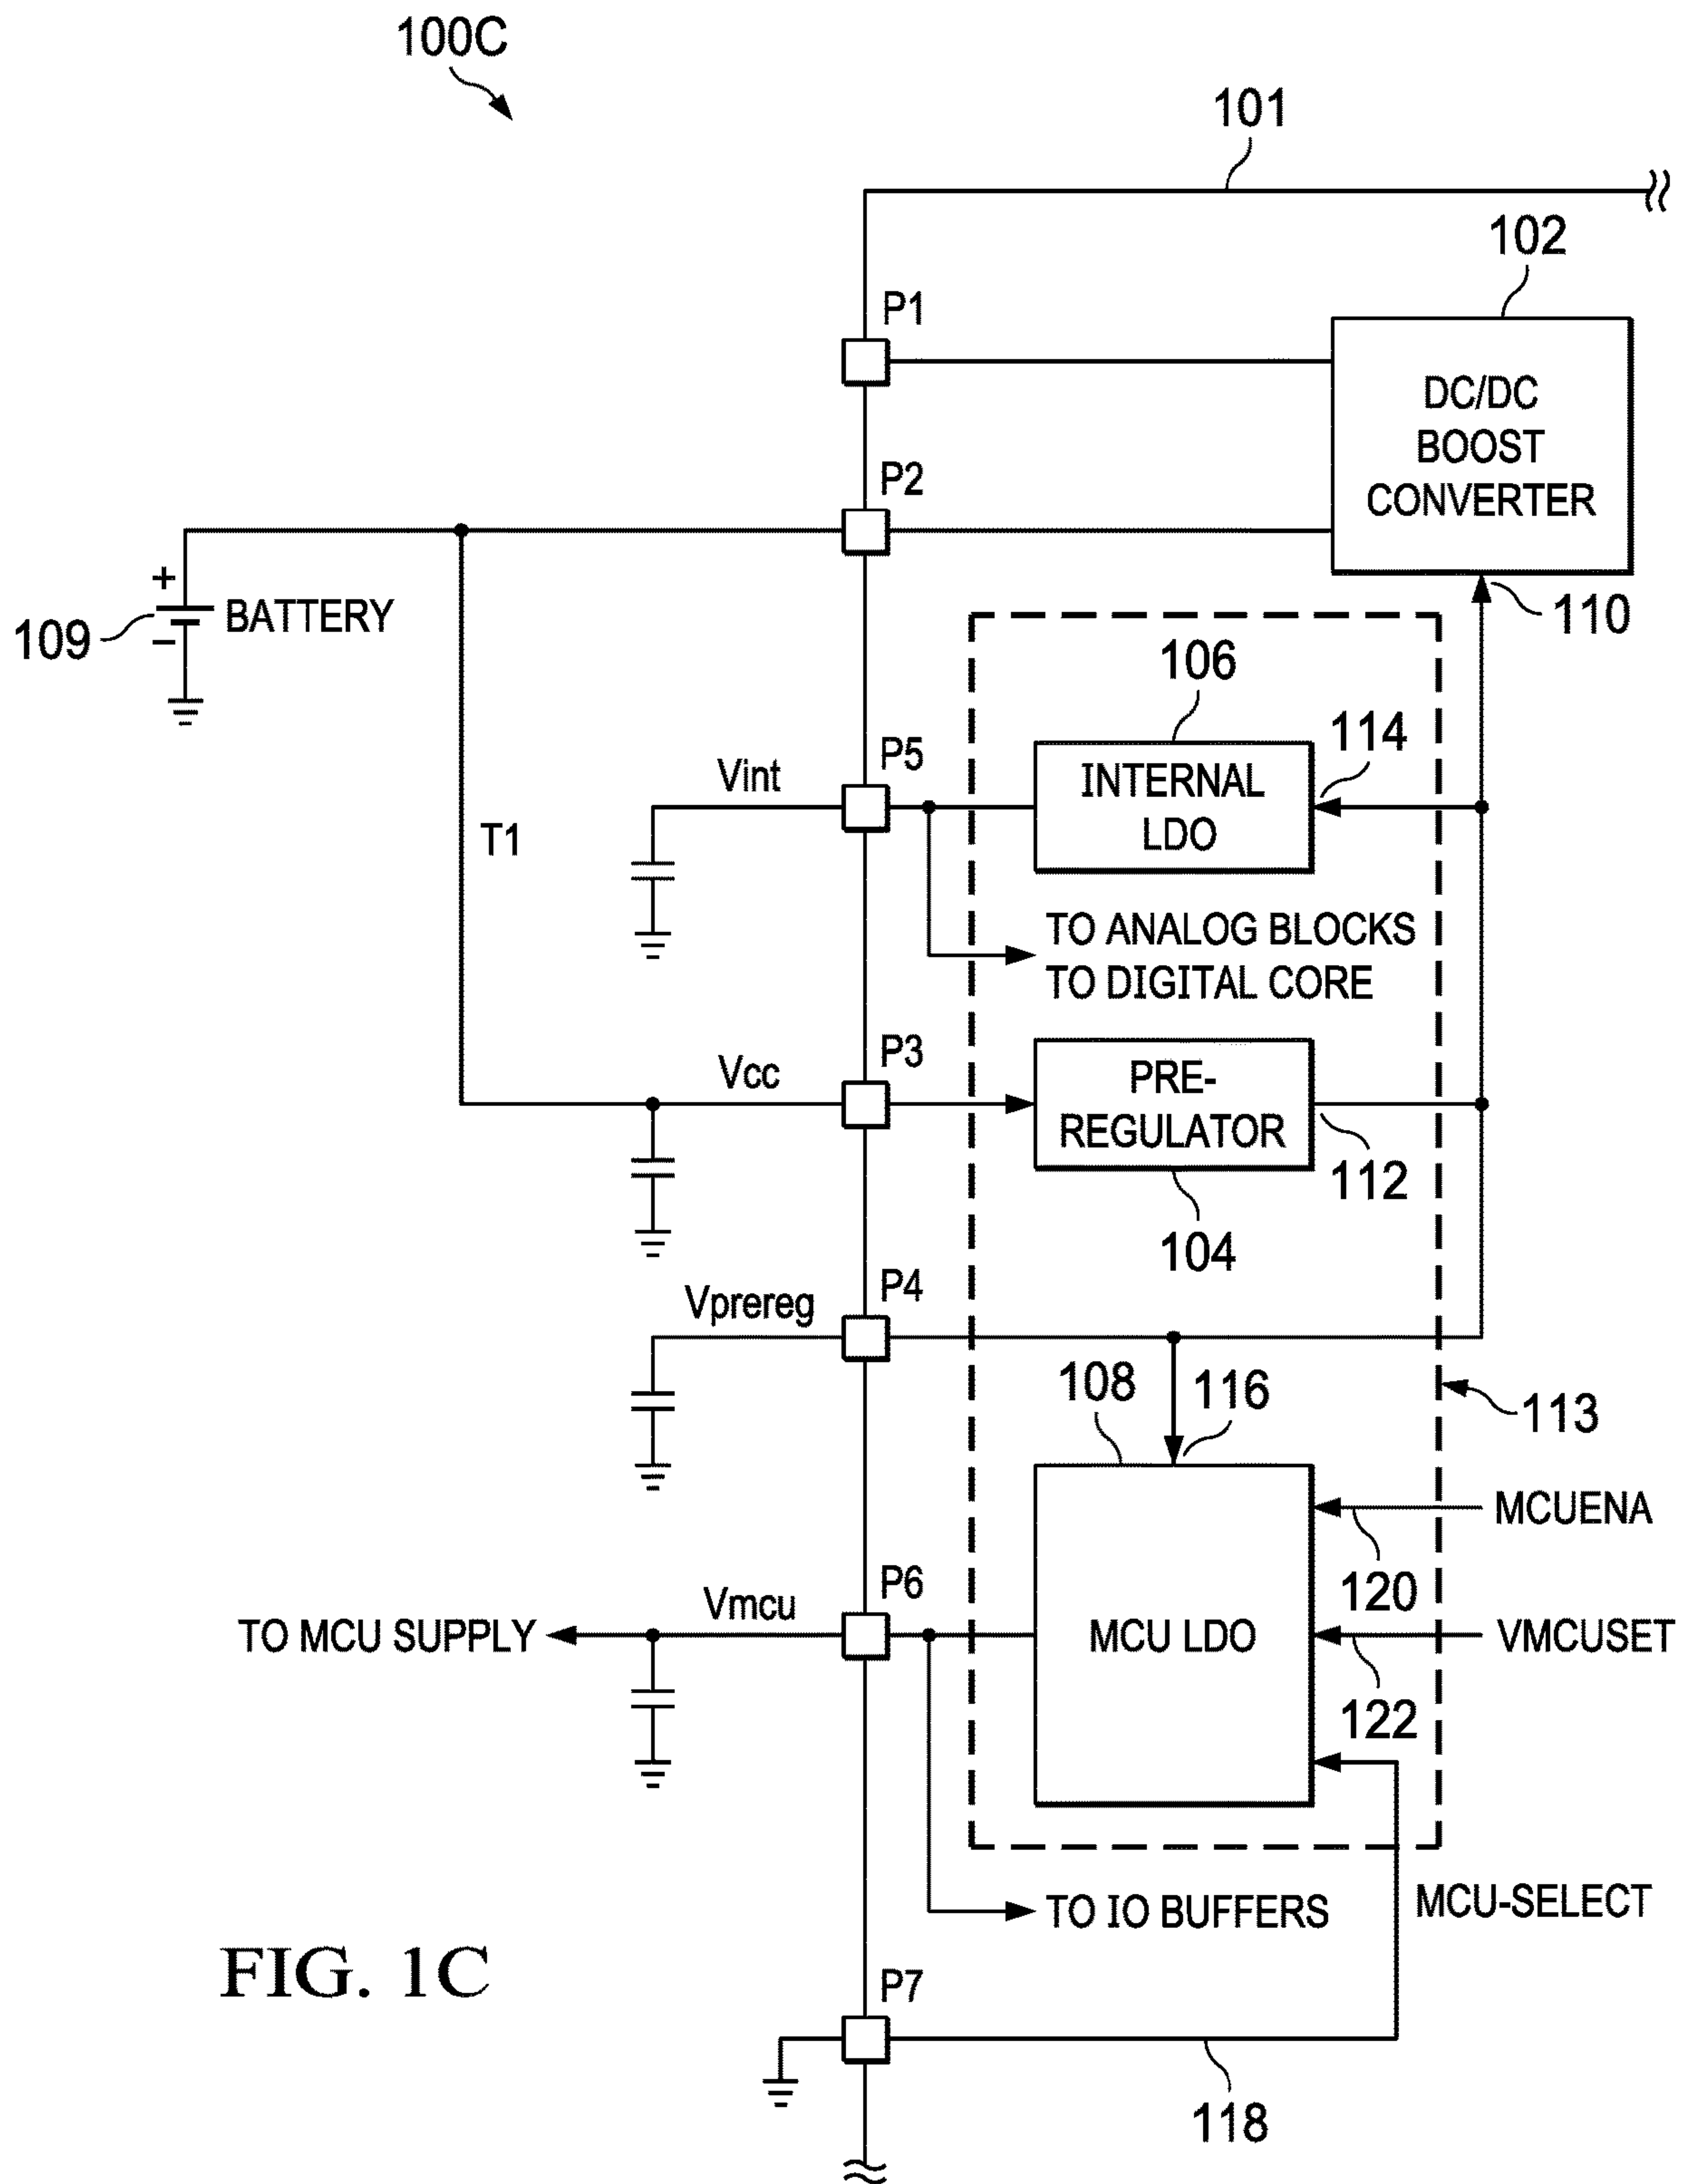 100C
101
102
P1
DC/DC
BOOST
CONVERTER
P2
+
BATTERY
109
−
110
106
114
P5
Vint
INTERNAL
LDO
T1
TO ANALOG BLOCKS
TO DIGITAL CORE
P3
Vcc
PRE-
REGULATOR
112
104
P4
Vprereg
108
116
113
MCUENA
120
P6
Vmcu
TO MCU SUPPLY
MCU LDO
VMCUSET
122
TO IO BUFFERS
MCU-SELECT
FIG. 1C
P7
118